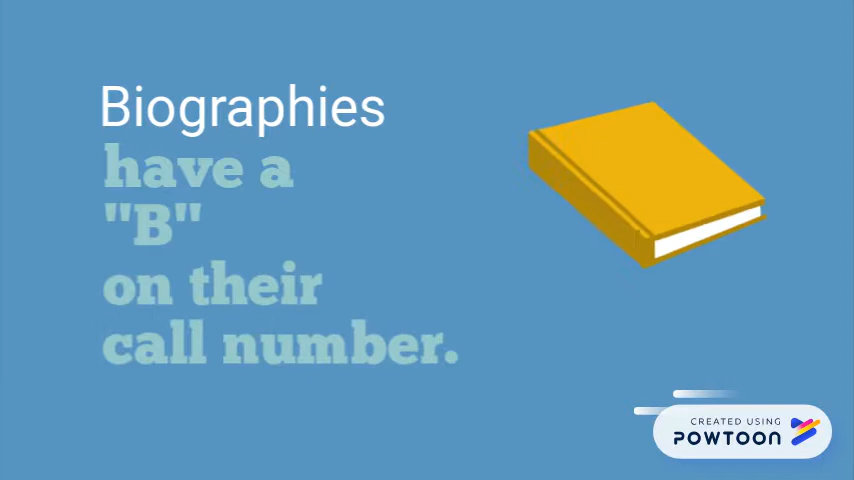 Biographies
have a
"B"
on their
call number.
CREATED USING
POWTOON